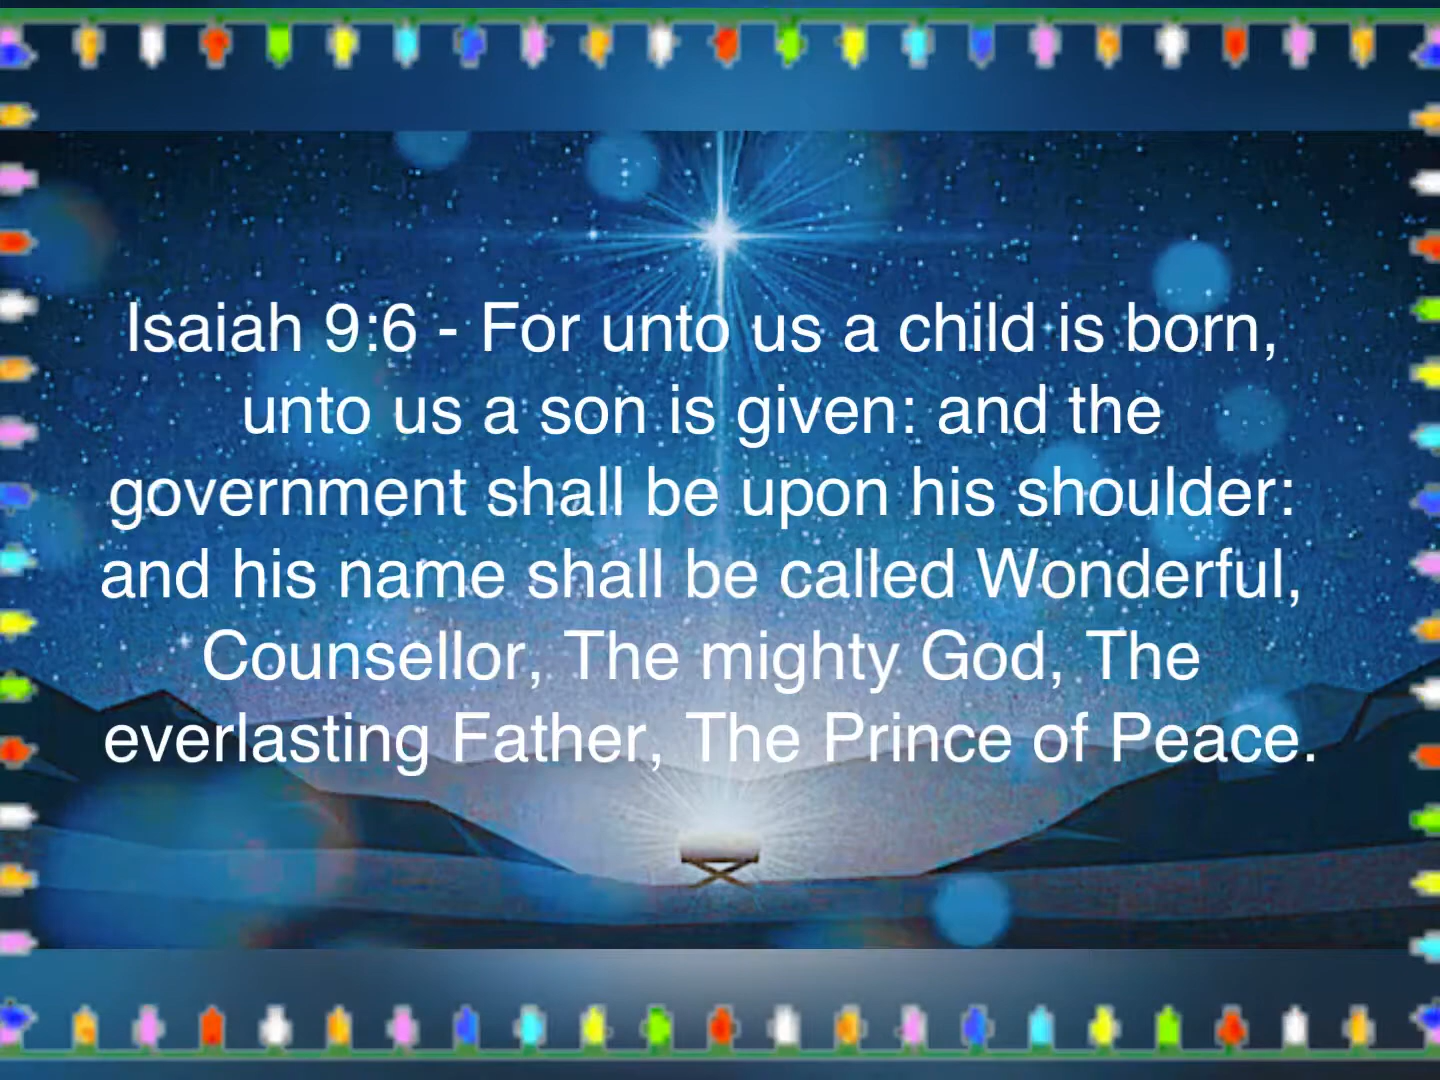 Isaiah 9:6 - For unto us a child is born,
unto us a son is given: and the
government shall be upon his shoulder:
and his name shall be called Wonderful,
Counsellor, The mighty God, The
everlasting Father, The Prince of Peace.